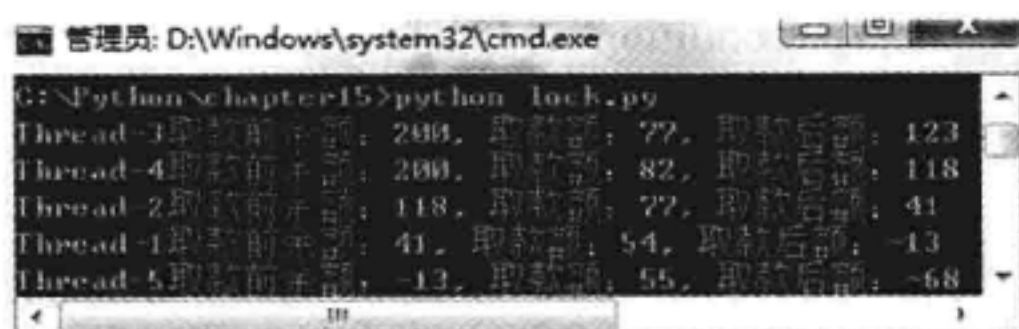 管理员: D:\Windows\system32\cmd.exe
C:\Python\chapter15>python lock.py
Thread-3取款前余额: 200, 取款额: 77, 取款后额: 123
Thread-4取款前余额: 200, 取款额: 82, 取款后额: 118
Thread-2取款前余额: 118, 取款额: 77, 取款后额: 41
Thread-1取款前余额: 41, 取款额: 54, 取款后额: -13
Thread-5取款前余额: -13, 取款额: 55, 取款后额: -68